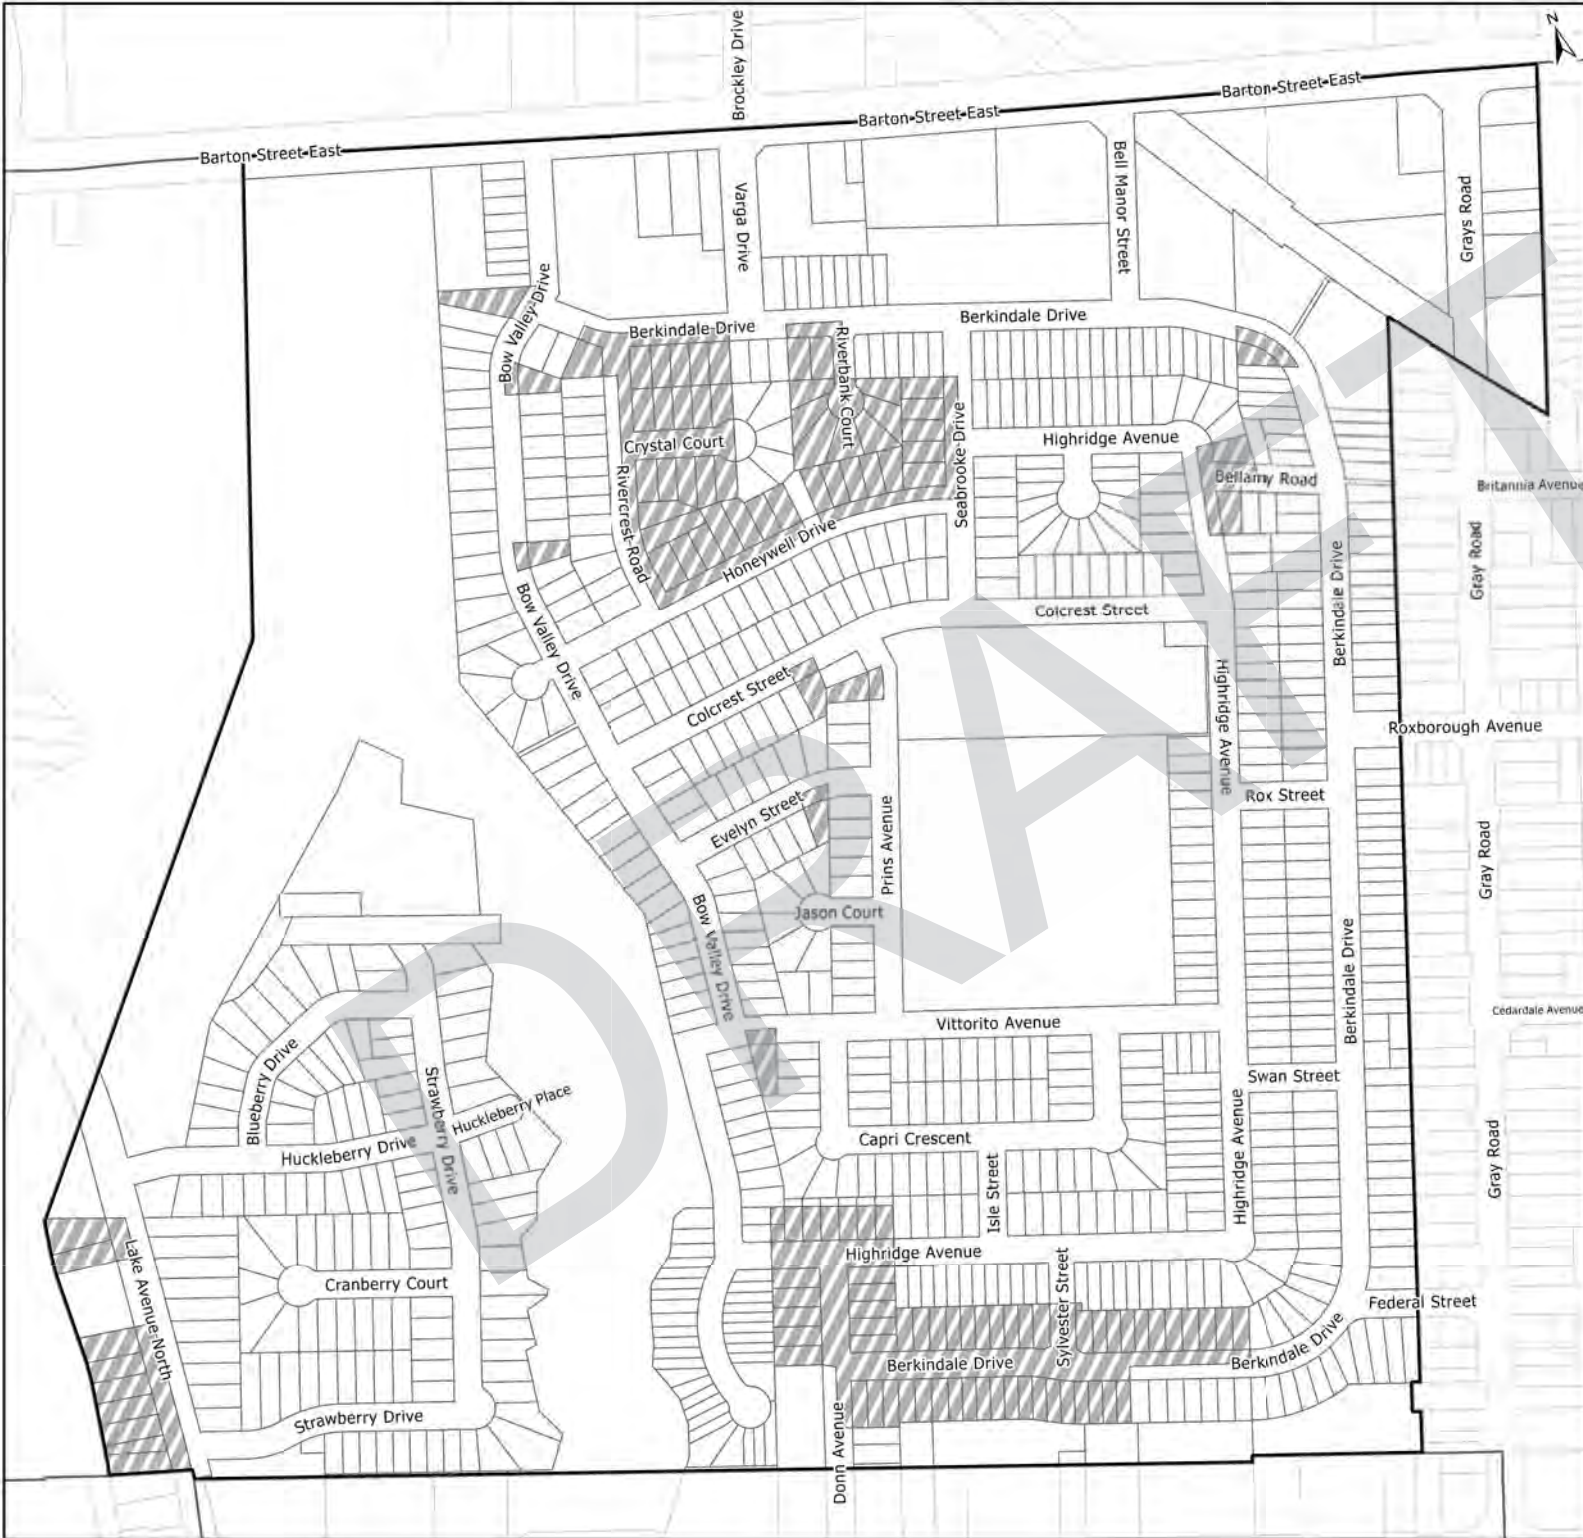 Brockley Drive
N
Barton Street East
Barton Street East
Barton Street East
Varga Drive
Bell Manor Street
Grays Road
Bow Valley Drive
Berkindale Drive
Riverbank Court
Berkindale Drive
Crystal Court
Seabrooke Drive
Highridge Avenue
Bellamy Road
Britannia Avenue
Rivercrest Road
Honeywell Drive
Gray Road
Bow Valley Drive
Colcrest Street
Berkindale Drive
Colcrest Street
Highridge Avenue
Roxborough Avenue
Evelyn Street
Prins Avenue
Rox Street
Gray Road
Bow Valley Drive
Jason Court
Berkindale Drive
Vittorito Avenue
Cedardale Avenue
Blueberry Drive
Strawberry Drive
Huckleberry Place
Swan Street
Huckleberry Drive
Capri Crescent
Isle Street
Highridge Avenue
Gray Road
Lake Avenue North
Cranberry Court
Highridge Avenue
Sylvester Street
Federal Street
Berkindale Drive
Berkindale Drive
Strawberry Drive
Donn Avenue
DRAFT